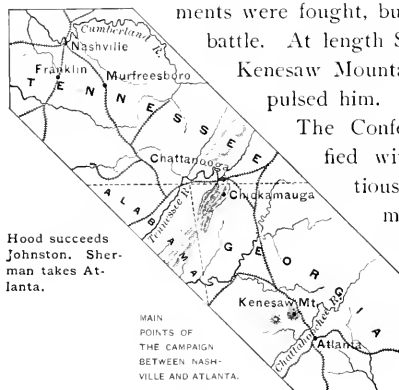 ments were fought, bu
battle. At length S
Kenesaw Mounta
pulsed him.
The Confe
fied wit
tious
m
Cumberland R.
Nashville
Franklin
Murfreesboro
TENNESSEE
Chattanooga
Chickamauga
Tennessee R.
ALABAMA
GEORGIA
Kenesaw Mt.
Chattahoochee R.
Atlanta
Hood succeeds
Johnston. Sher-
man takes At-
lanta.
MAIN
POINTS OF
THE CAMPAIGN
BETWEEN NASH-
VILLE AND ATLANTA.